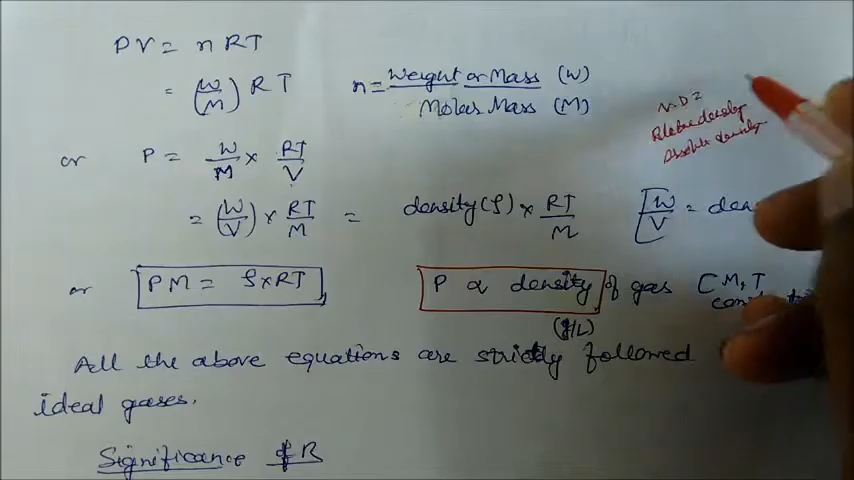 PV = nRT
= (W/M) RT n = Weight or Mass (W) / Molar Mass (M)
V.D =
Relative density
Absolute density
or P = W/M × RT/V
= (W/V) × RT/M = density (ρ) × RT/M [W/V = den
or PM = ρ×RT P ∝ density of gas [M, T
(g/L)
All the above equations are strictly followed
ideal gases.
Significance of R